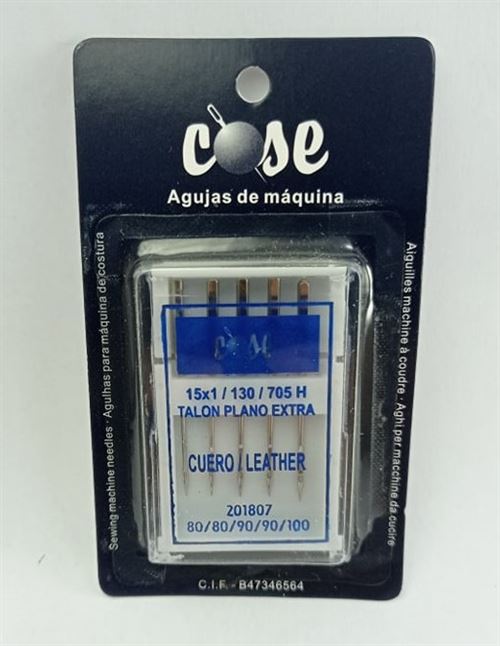 cose
Agujas de máquina
Sewing machine needles · Agulhas para máquina de costura
Aiguilles machine à coudre · Aghi per macchine da cucire
cose
15x1 / 130 / 705 H
TALON PLANO EXTRA
CUERO / LEATHER
201807
80/80/90/90/100
C.I.F. - B47346564